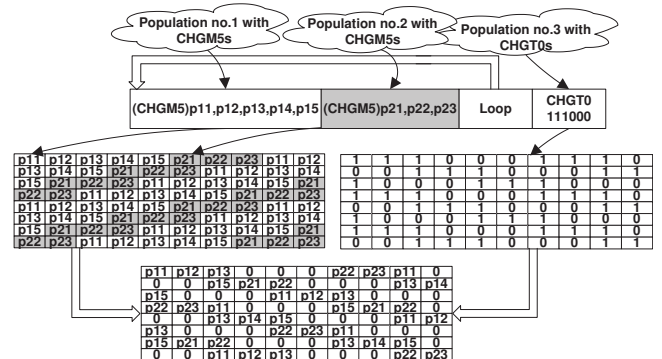 Population no.1 with
CHGM5s
Population no.2 with
CHGM5s
Population no.3 with
CHGT0s
(CHGM5)p11,p12,p13,p14,p15
(CHGM5)p21,p22,p23
Loop
CHGT0
111000
p11 p12 p13 p14 p15 p21 p22 p23 p11 p12
p13 p14 p15 p21 p22 p23 p11 p12 p13 p14
p15 p21 p22 p23 p11 p12 p13 p14 p15 p21
p22 p23 p11 p12 p13 p14 p15 p21 p22 p23
p11 p12 p13 p14 p15 p21 p22 p23 p11 p12
p13 p14 p15 p21 p22 p23 p11 p12 p13 p14
p15 p21 p22 p23 p11 p12 p13 p14 p15 p21
p22 p23 p11 p12 p13 p14 p15 p21 p22 p23
1 1 1 0 0 0 1 1 1 0
0 0 1 1 1 0 0 0 1 1
1 0 0 0 1 1 1 0 0 0
1 1 1 0 0 0 1 1 1 0
0 0 1 1 1 0 0 0 1 1
1 0 0 0 1 1 1 0 0 0
1 1 1 0 0 0 1 1 1 0
0 0 1 1 1 0 0 0 1 1
p11 p12 p13 0 0 0 p22 p23 p11 0
0 0 p15 p21 p22 0 0 0 p13 p14
p15 0 0 0 p11 p12 p13 0 0 0
p22 p23 p11 0 0 0 p15 p21 p22 0
0 0 p13 p14 p15 0 0 0 p11 p12
p13 0 0 0 p22 p23 p11 0 0 0
p15 p21 p22 0 0 0 p13 p14 p15 0
0 0 p11 p12 p13 0 0 0 p22 p23